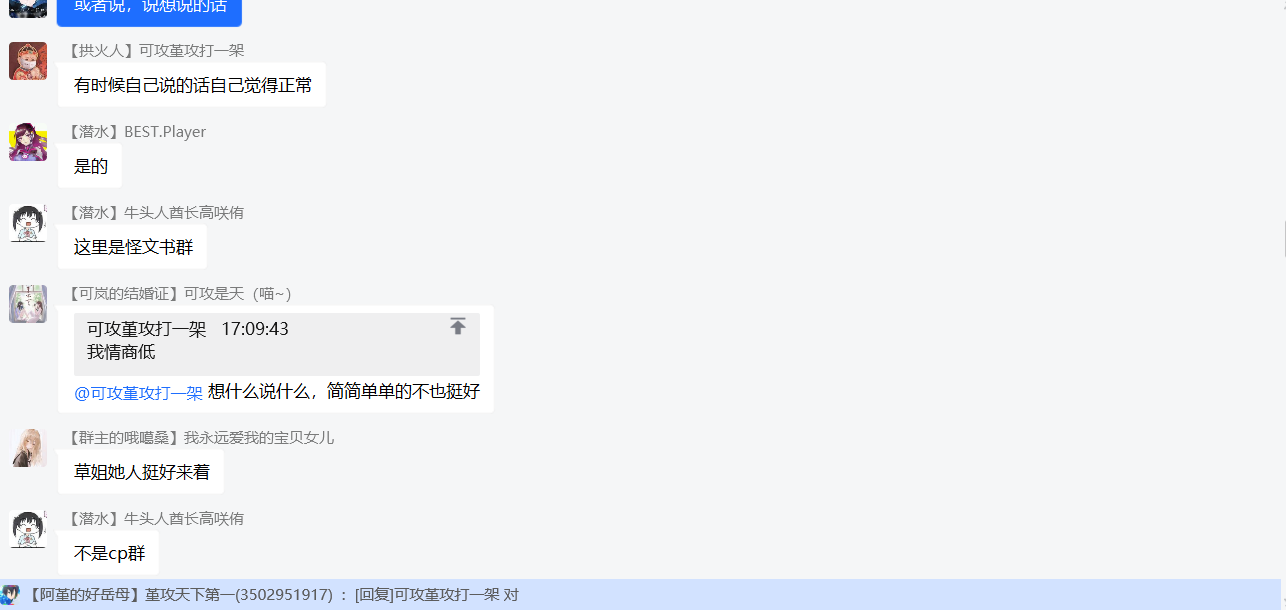 或者说，说想说的话
【拱火人】可攻堇攻打一架
有时候自己说的话自己觉得正常
【潜水】BEST.Player
是的
【潜水】牛头人酋长高咲侑
这里是怪文书群
【可岚的结婚证】可攻是天（喵~）
可攻堇攻打一架 17:09:43
我情商低
@可攻堇攻打一架 想什么说什么，简简单单的不也挺好
【群主的哦噶桑】我永远爱我的宝贝女儿
草姐她人挺好来着
【潜水】牛头人酋长高咲侑
不是cp群
【阿堇的好岳母】堇攻天下第一(3502951917) ： [回复]可攻堇攻打一架 对